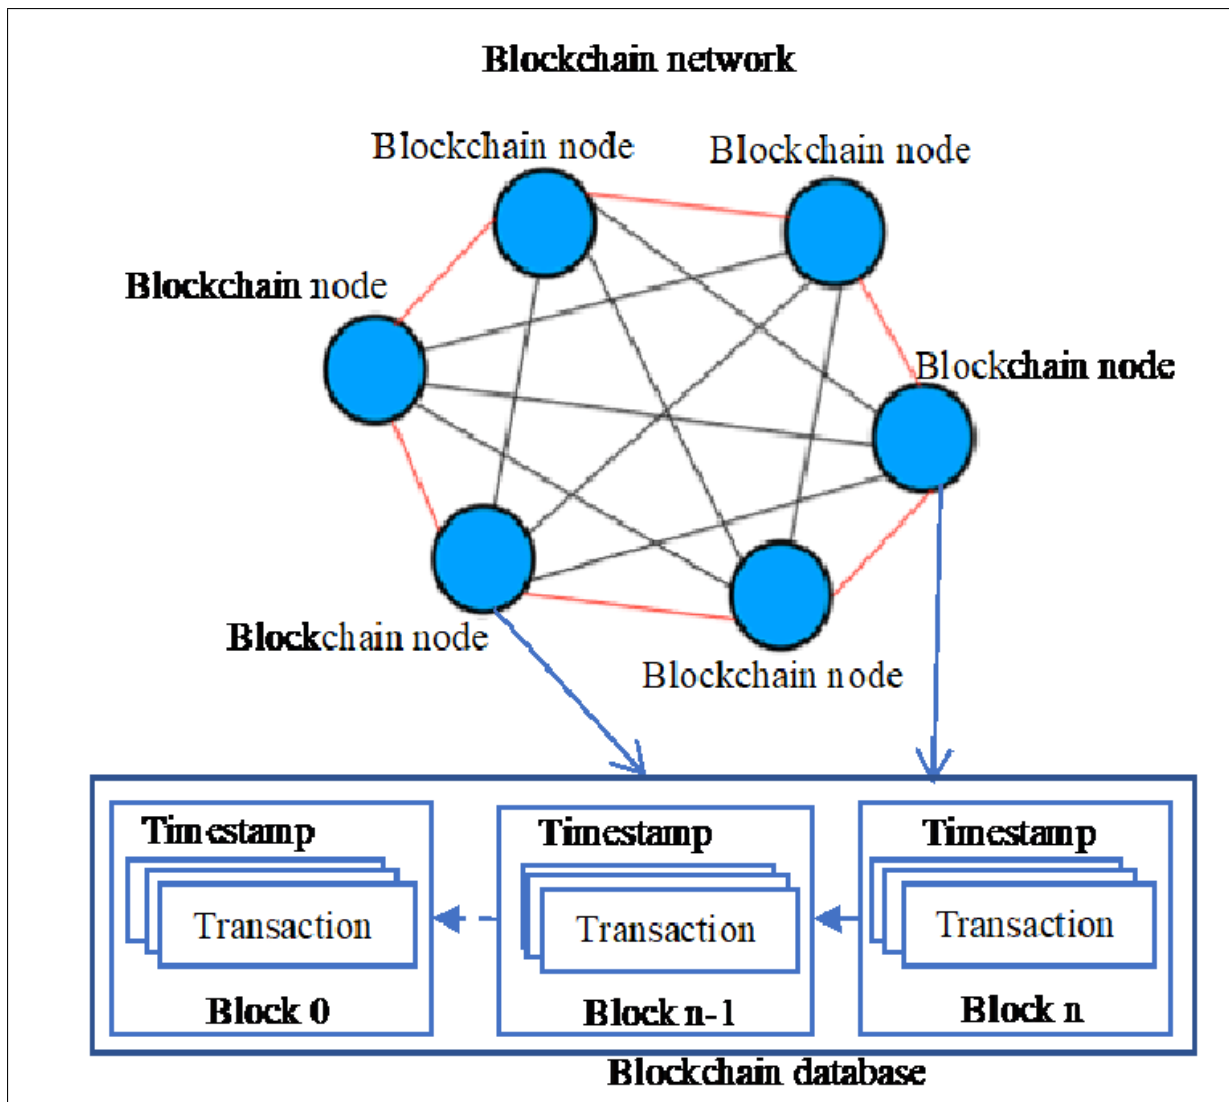 Blockchain network
Blockchain node
Blockchain node
Blockchain node
Blockchain node
Blockchain node
Blockchain node
Timestamp
Transaction
Block 0
Timestamp
Transaction
Block n-1
Timestamp
Transaction
Block n
Blockchain database